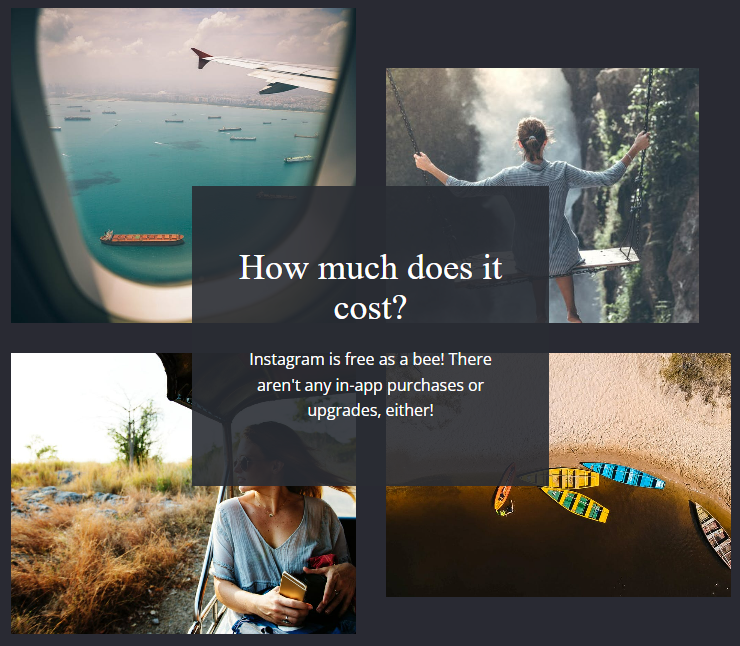 How much does it
cost?
Instagram is free as a bee! There
aren't any in-app purchases or
upgrades, either!